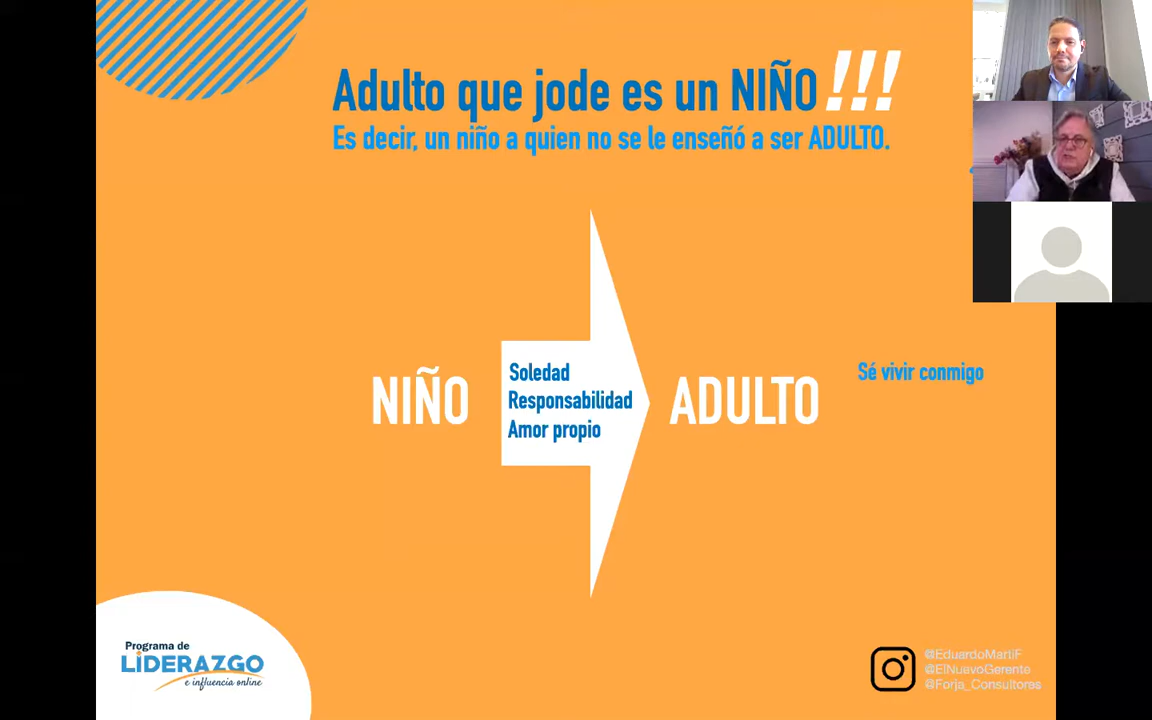 Adulto que jode es un NIÑO!!!
Es decir, un niño a quien no se le enseñó a ser ADULTO.
NIÑO
Soledad
Responsabilidad
Amor propio
ADULTO
Sé vivir conmigo
Programa de
LIDERAZGO
e influencia online
@EduardoMartiF
@ElNuevoGerente
@Forja_Consultores